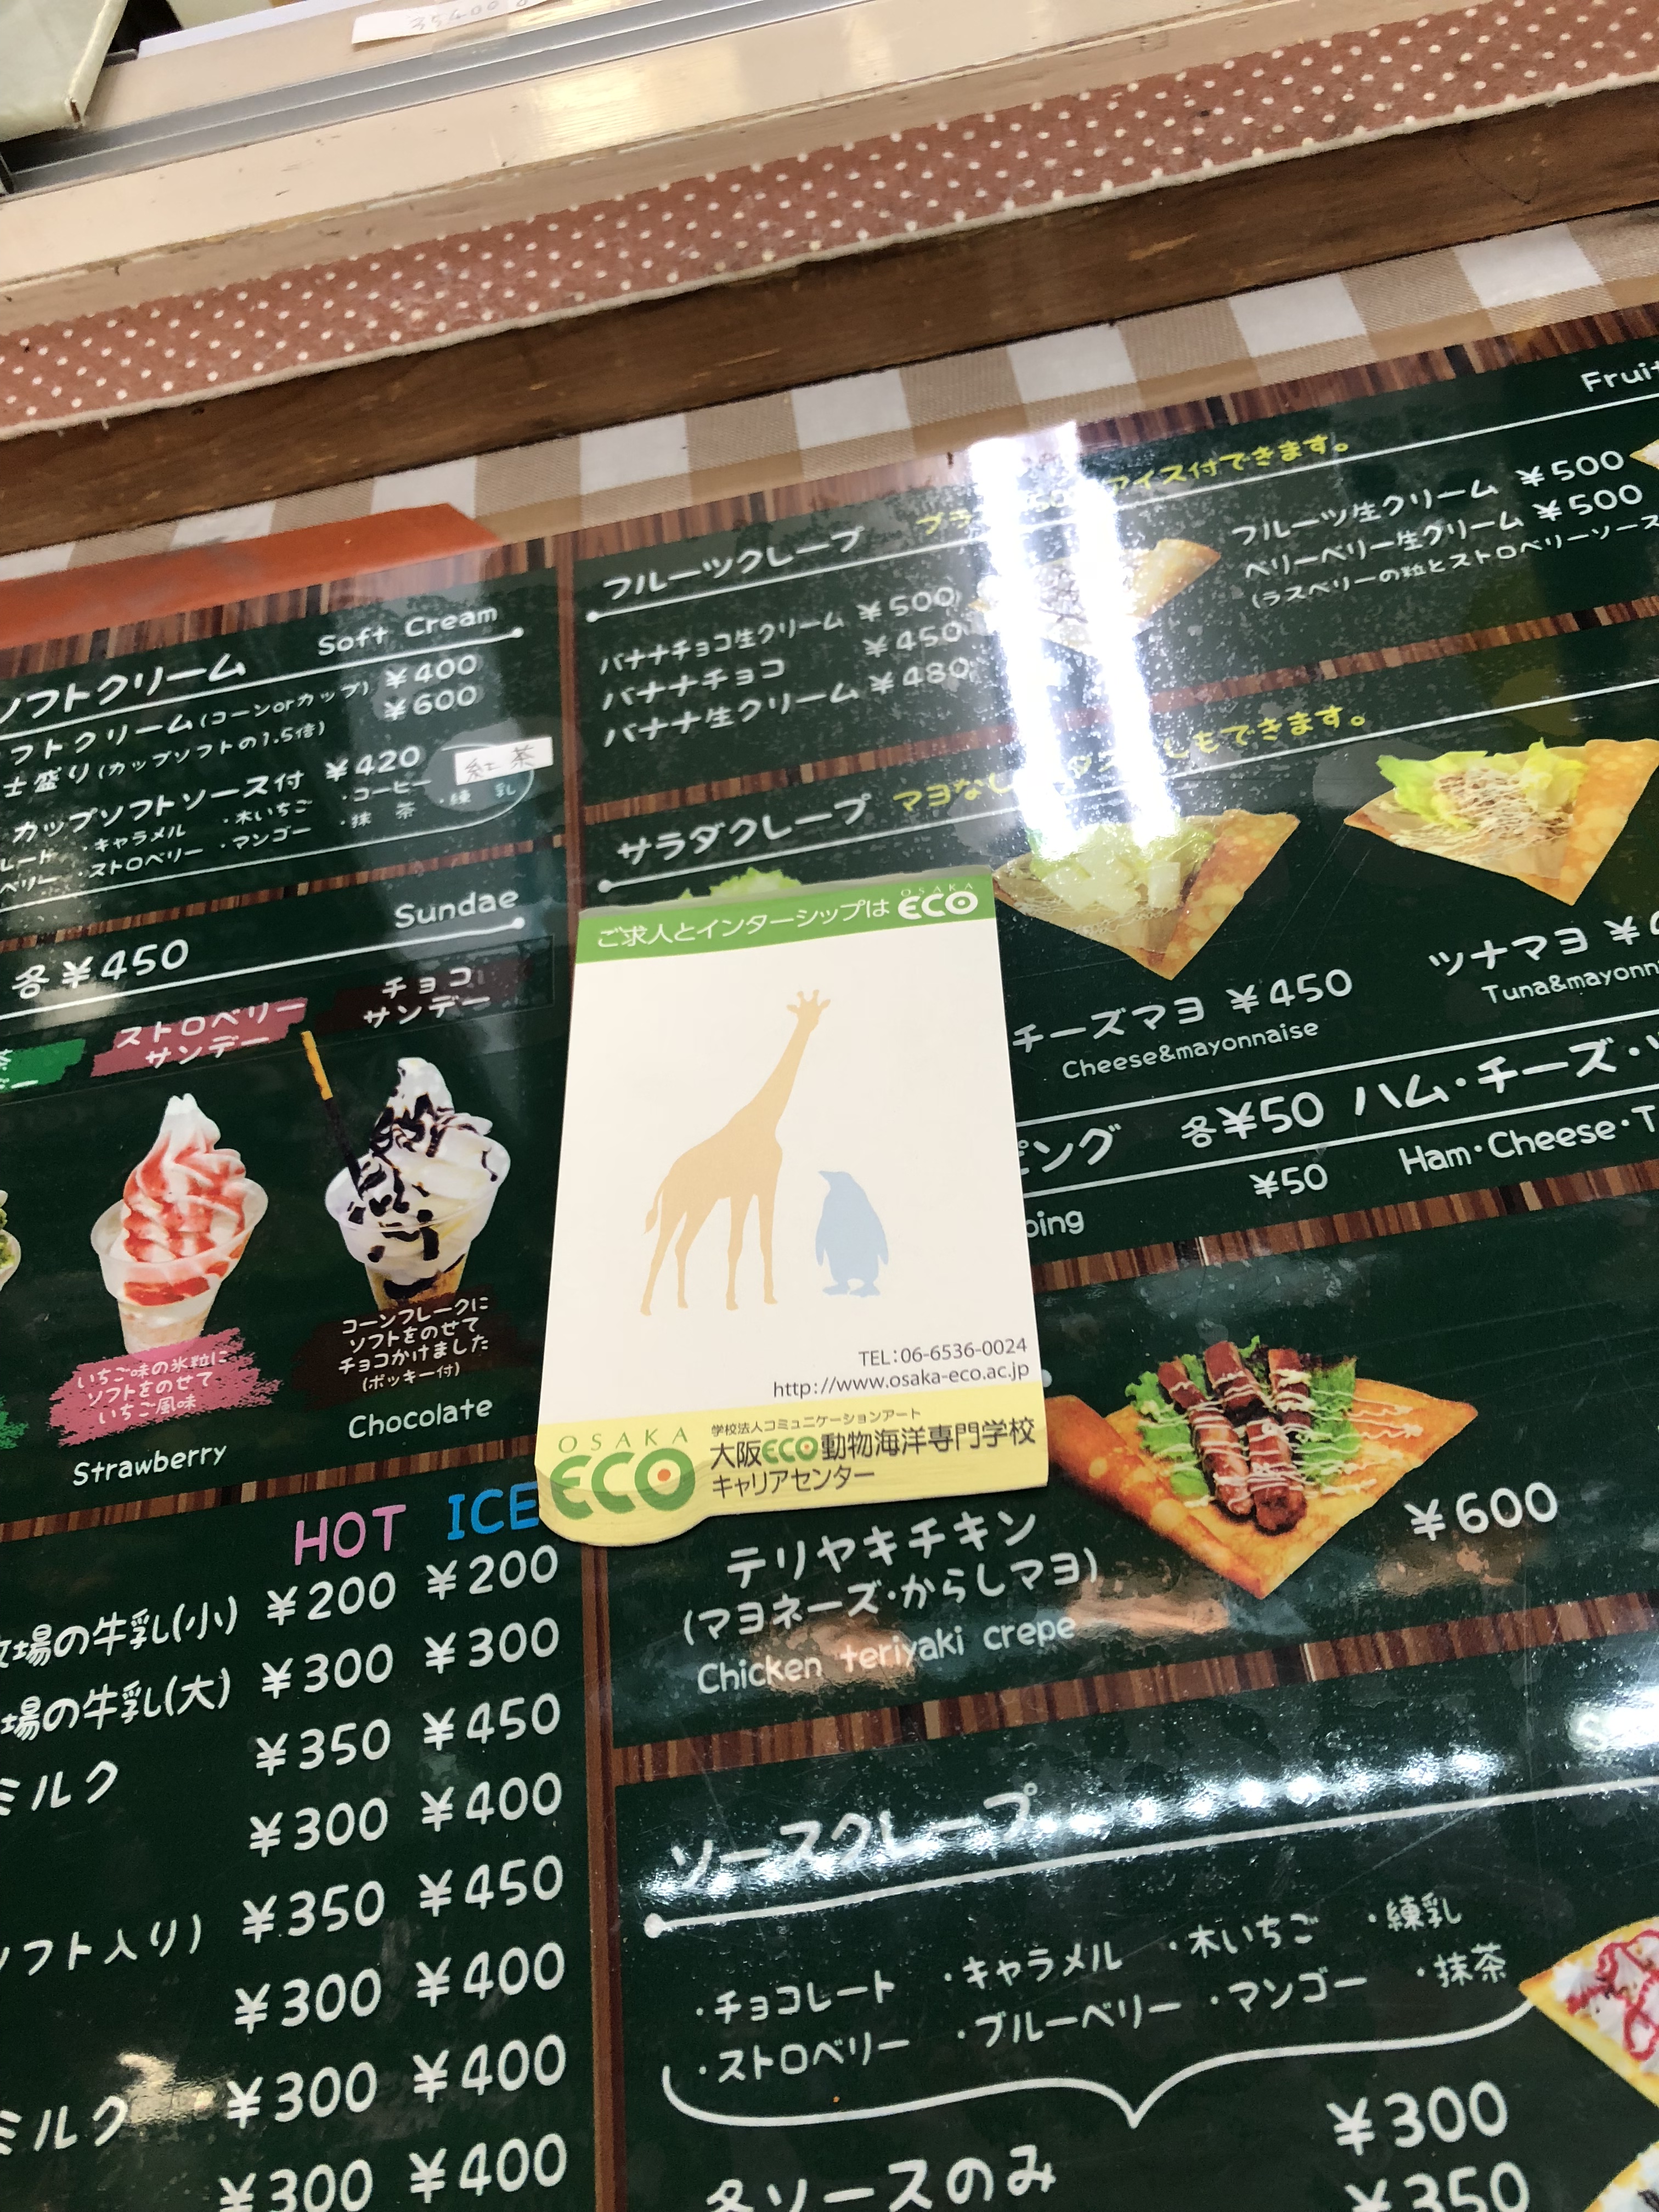 ソフトクリーム Soft Cream
フトクリーム(コーンorカップ) ¥400
士盛り(カップソフトの1.5倍) ¥600
カップソフトソース付 ¥420
レート ・キャラメル ・木いちご ・コーヒー 紅茶
ベリー ・ストロベリー ・マンゴー ・抹茶 ・練乳
Sundae
各¥450
ストロベリー
サンデー
チョコ
サンデー
いちご味の氷粒に
ソフトをのせて
いちご風味
Strawberry
コーンフレークに
ソフトをのせて
チョコかけました
(ポッキー付)
Chocolate
HOT ICE
牧場の牛乳(小) ¥200 ¥200
場の牛乳(大) ¥300 ¥300
ミルク ¥350 ¥450
¥300 ¥400
ソフト入り) ¥350 ¥450
¥300 ¥400
ミルク ¥300 ¥400
¥300 ¥400
フルーツクレープ アイス付できます。
Fruit
バナナチョコ生クリーム ¥500
バナナチョコ ¥450
バナナ生クリーム ¥480
フルーツ生クリーム ¥500
ベリーベリー生クリーム ¥500
(ラズベリーの粒とストロベリーソース
サラダクレープ マヨなし しもできます。
チーズマヨ ¥450
Cheese&mayonnaise
ツナマヨ
Tuna&mayonn
ピング 各¥50 ハム・チーズ・ツ
ping ¥50 Ham・Cheese・T
ご求人とインターシップは OSAKA ECO
TEL:06-6536-0024
http://www.osaka-eco.ac.jp
OSAKA
ECO
学校法人コミュニケーションアート
大阪ECO動物海洋専門学校
キャリアセンター
テリヤキチキン
(マヨネーズ・からしマヨ)
Chicken teriyaki crepe
¥600
ソースクレープ
・チョコレート ・キャラメル ・木いちご ・練乳
・ストロベリー ・ブルーベリー ・マンゴー ・抹茶
各ソースのみ ¥300
¥350